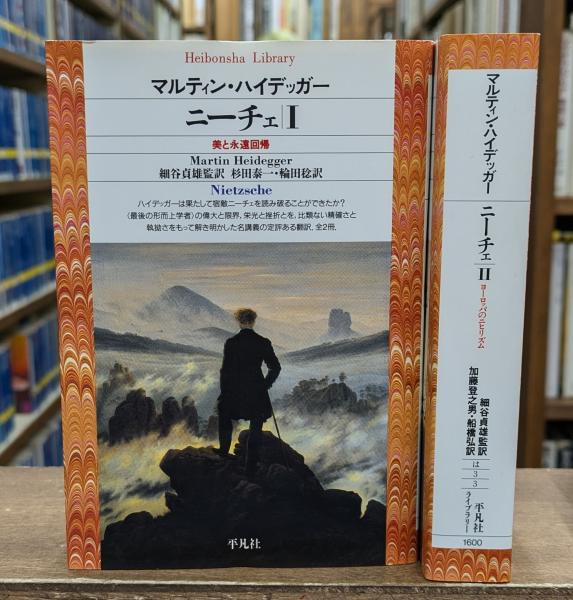 Heibonsha Library
マルティン・ハイデッガー
ニーチェ|I
美と永遠回帰
Martin Heidegger
細谷貞雄監訳 杉田泰一・輪田稔訳
Nietzsche
ハイデッガーは果たして宿敵ニーチェを読み破ることができたか?
〈最後の形而上学者〉の偉大と限界、栄光と挫折とを、比類ない精確さと
執拗さをもって解き明かした名講義の定評ある翻訳。全2冊.
平凡社
マルティン・ハイデッガー
ニーチェ|II
ヨーロッパのニヒリズム
細谷貞雄監訳
加藤登之男・船橋弘訳
は 3 3
平凡社
ライブラリー
1600